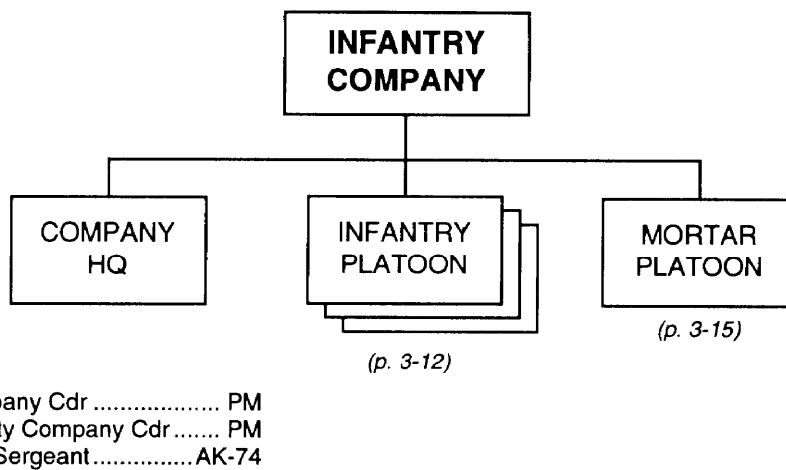 INFANTRY
COMPANY
COMPANY
HQ
INFANTRY
PLATOON
MORTAR
PLATOON
(p. 3-15)
(p. 3-12)
Cdr ................... PM
Company Cdr ....... PM
Sergeant ............... AK-74